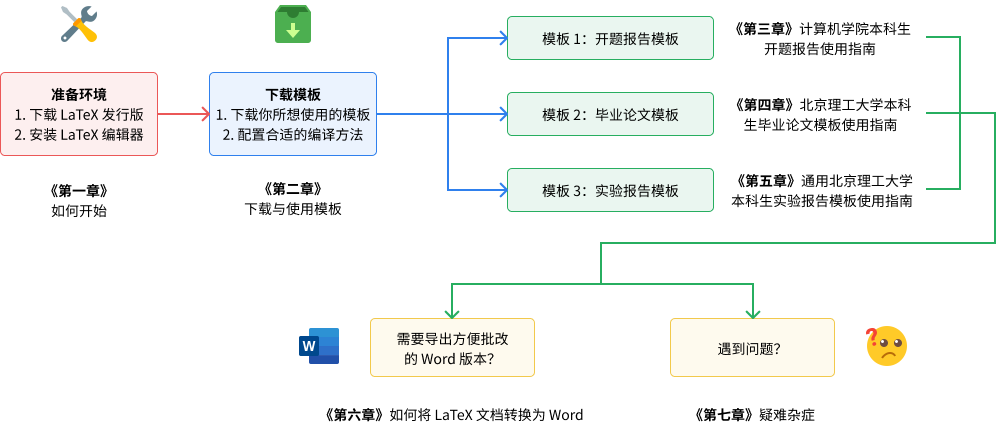 准备环境
1. 下载 LaTeX 发行版
2. 安装 LaTeX 编辑器
《第一章》
如何开始
下载模板
1. 下载你所想使用的模板
2. 配置合适的编译方法
《第二章》
下载与使用模板
模板 1：开题报告模板
《第三章》计算机学院本科生
开题报告使用指南
模板 2：毕业论文模板
《第四章》北京理工大学本科
生毕业论文模板使用指南
模板 3：实验报告模板
《第五章》通用北京理工大学
本科生实验报告模板使用指南
W
需要导出方便批改
的 Word 版本？
《第六章》如何将 LaTeX 文档转换为 Word
遇到问题？
《第七章》疑难杂症